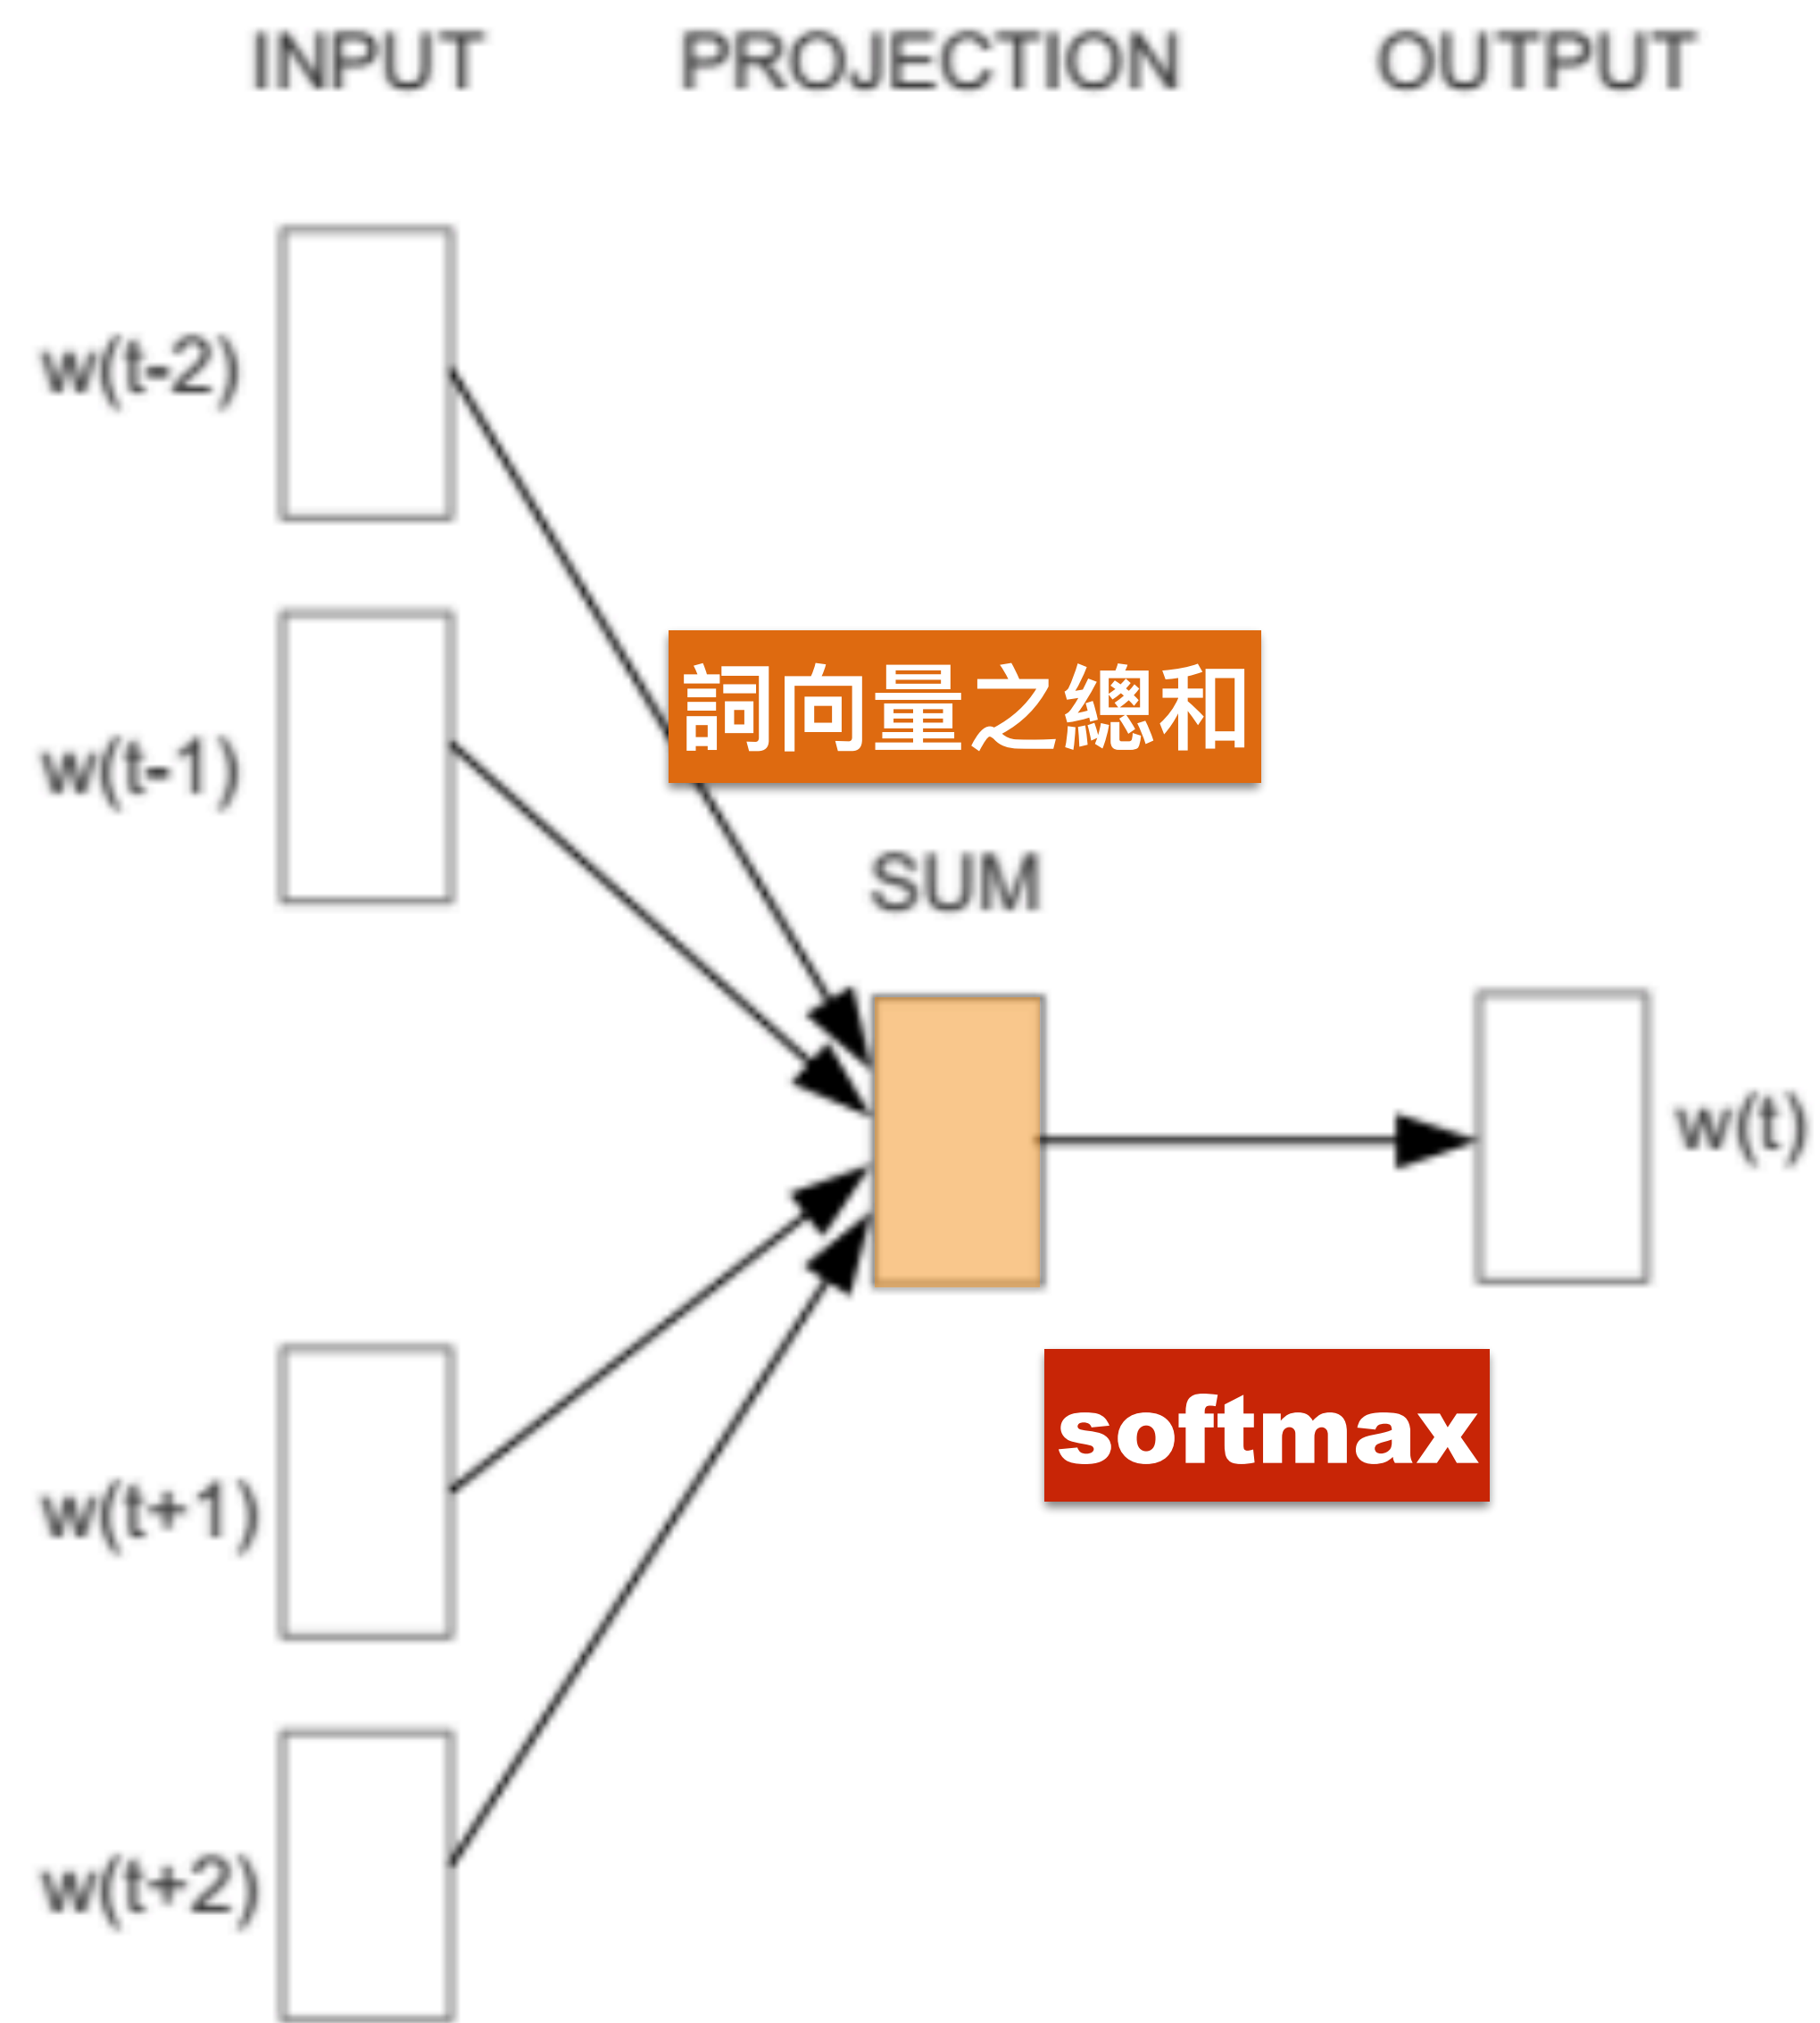 INPUT PROJECTION OUTPUT
w(t-2)
詞向量之總和
w(t-1)
SUM
w(t)
softmax
w(t+1)
w(t+2)